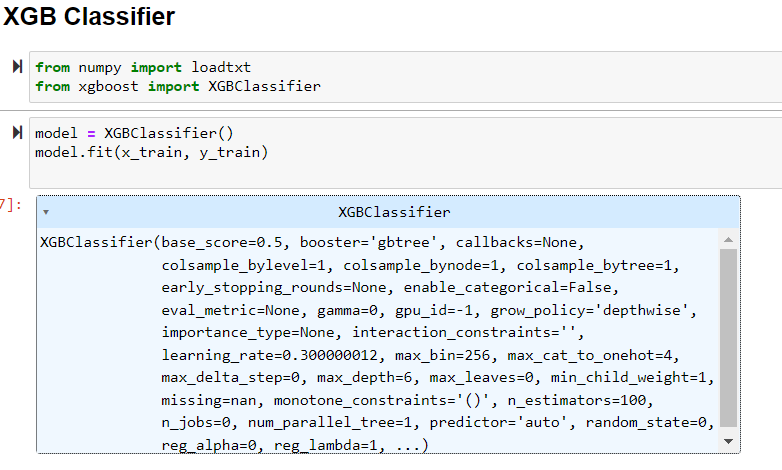 XGB Classifier
from numpy import loadtxt
from xgboost import XGBClassifier
model = XGBClassifier()
model.fit(x_train, y_train)
7]:
XGBClassifier
XGBClassifier(base_score=0.5, booster='gbtree', callbacks=None,
colsample_bylevel=1, colsample_bynode=1, colsample_bytree=1,
early_stopping_rounds=None, enable_categorical=False,
eval_metric=None, gamma=0, gpu_id=-1, grow_policy='depthwise',
importance_type=None, interaction_constraints='',
learning_rate=0.300000012, max_bin=256, max_cat_to_onehot=4,
max_delta_step=0, max_depth=6, max_leaves=0, min_child_weight=1,
missing=nan, monotone_constraints='()', n_estimators=100,
n_jobs=0, num_parallel_tree=1, predictor='auto', random_state=0,
reg_alpha=0, reg_lambda=1, ...)